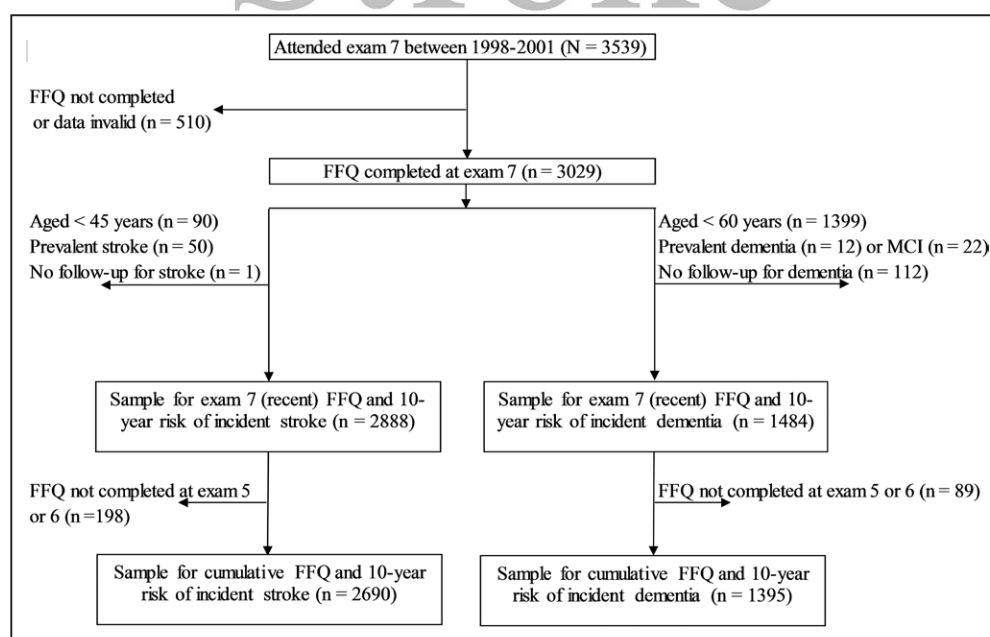 Attended exam 7 between 1998-2001 (N = 3539)
FFQ not completed
or data invalid (n = 510)
FFQ completed at exam 7 (n = 3029)
Aged < 45 years (n = 90)
Prevalent stroke (n = 50)
No follow-up for stroke (n = 1)
Aged < 60 years (n = 1399)
Prevalent dementia (n = 12) or MCI (n = 22)
No follow-up for dementia (n = 112)
Sample for exam 7 (recent) FFQ and 10-
year risk of incident stroke (n = 2888)
Sample for exam 7 (recent) FFQ and 10-
year risk of incident dementia (n = 1484)
FFQ not completed at exam 5
or 6 (n =198)
FFQ not completed at exam 5 or 6 (n = 89)
Sample for cumulative FFQ and 10-year
risk of incident stroke (n = 2690)
Sample for cumulative FFQ and 10-year
risk of incident dementia (n = 1395)